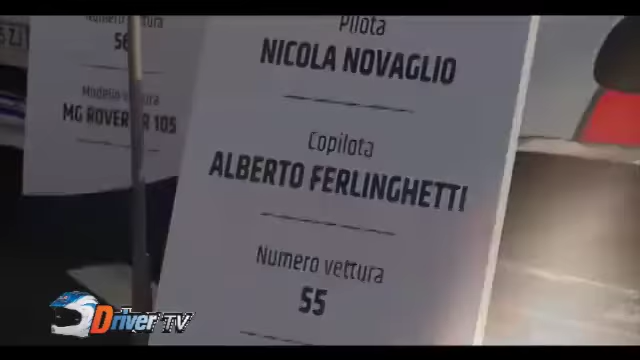 Numero vettura
56
Modello vettura
MG ROVER 105
Pilota
NICOLA NOVAGLIO
Copilota
ALBERTO FERLINGHETTI
Numero vettura
55
Driver TV